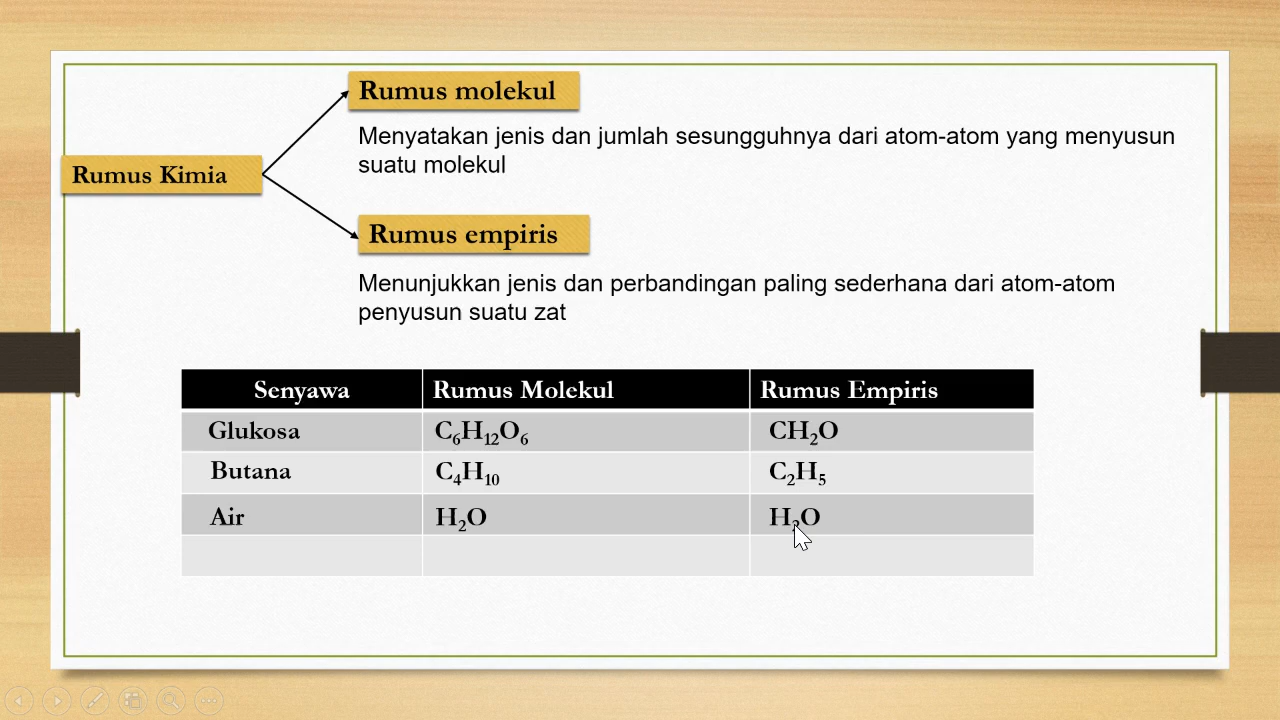 Rumus molekul
Menyatakan jenis dan jumlah sesungguhnya dari atom-atom yang menyusun
suatu molekul
Rumus Kimia
Rumus empiris
Menunjukkan jenis dan perbandingan paling sederhana dari atom-atom
penyusun suatu zat
Senyawa Rumus Molekul Rumus Empiris
Glukosa C₆H₁₂O₆ CH₂O
Butana C₄H₁₀ C₂H₅
Air H₂O H₂O